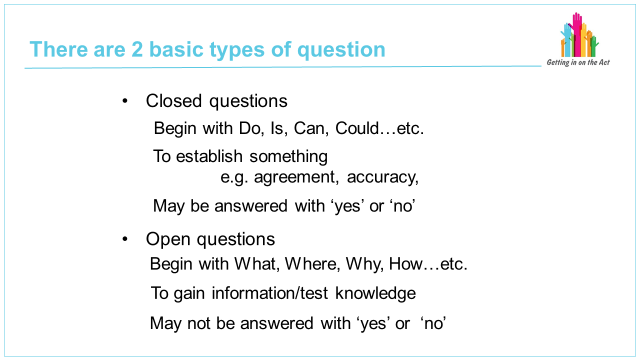 There are 2 basic types of question
Getting in on the Act
• Closed questions
Begin with Do, Is, Can, Could…etc.
To establish something
e.g. agreement, accuracy,
May be answered with ‘yes’ or ‘no’
• Open questions
Begin with What, Where, Why, How…etc.
To gain information/test knowledge
May not be answered with ‘yes’ or ‘no’